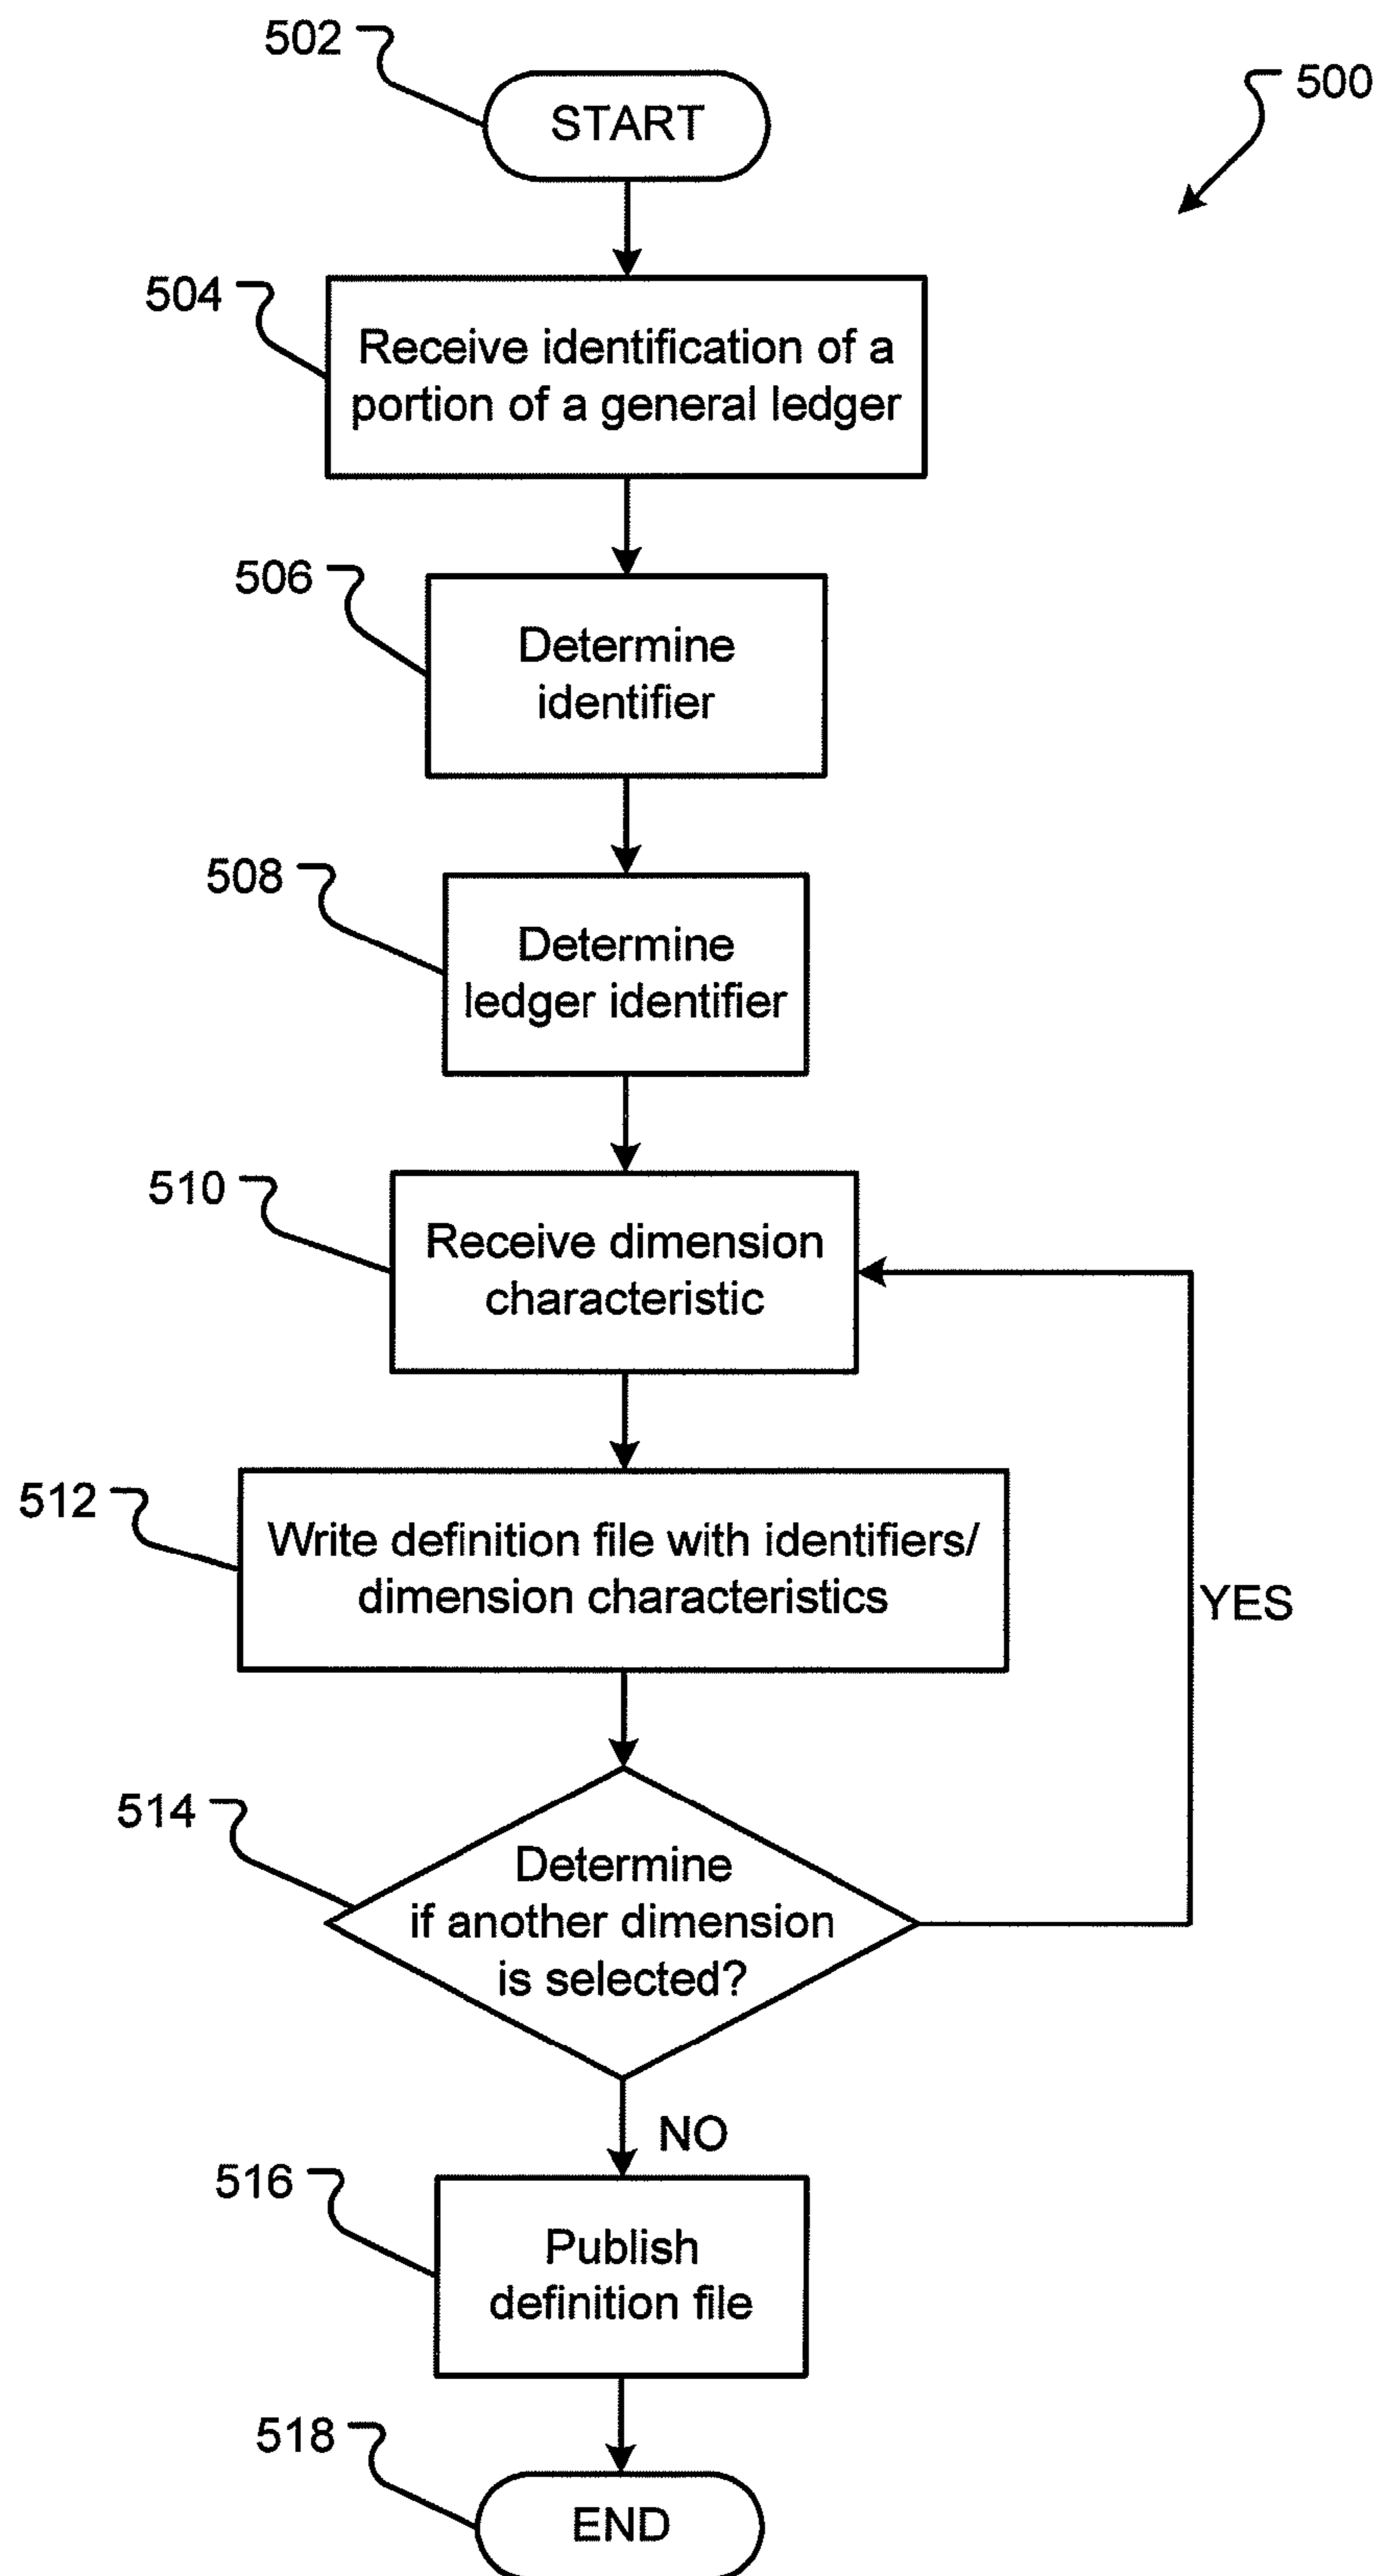 502
START
500
504
Receive identification of a
portion of a general ledger
506
Determine
identifier
508
Determine
ledger identifier
510
Receive dimension
characteristic
512
Write definition file with identifiers/
dimension characteristics
YES
514
Determine
if another dimension
is selected?
NO
516
Publish
definition file
518
END